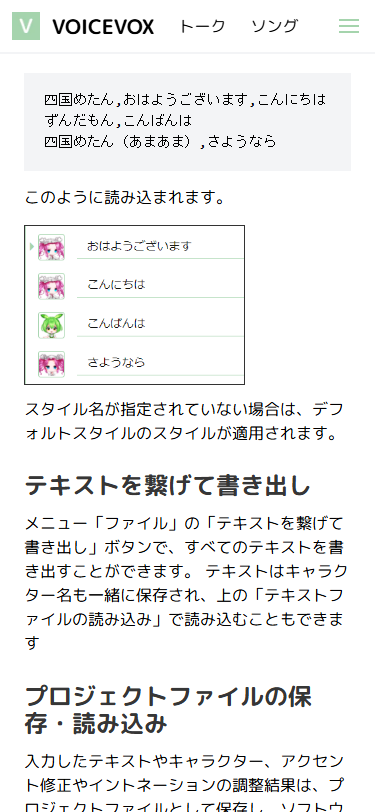 V VOICEVOX トーク ソング
四国めたん,おはようございます,こんにちは
ずんだもん,こんばんは
四国めたん（あまあま）,さようなら
このように読み込まれます。
おはようございます
こんにちは
こんばんは
さようなら
スタイル名が指定されていない場合は、デフ
ォルトスタイルのスタイルが適用されます。
テキストを繋げて書き出し
メニュー「ファイル」の「テキストを繋げて
書き出し」ボタンで、すべてのテキストを書
き出すことができます。 テキストはキャラク
ター名も一緒に保存され、上の「テキストフ
ァイルの読み込み」で読み込むこともできま
す
プロジェクトファイルの保
存・読み込み
入力したテキストやキャラクター、アクセン
ト修正やイントネーションの調整結果は、プ
ロジェクトファイルとして保存し、ソフトウ